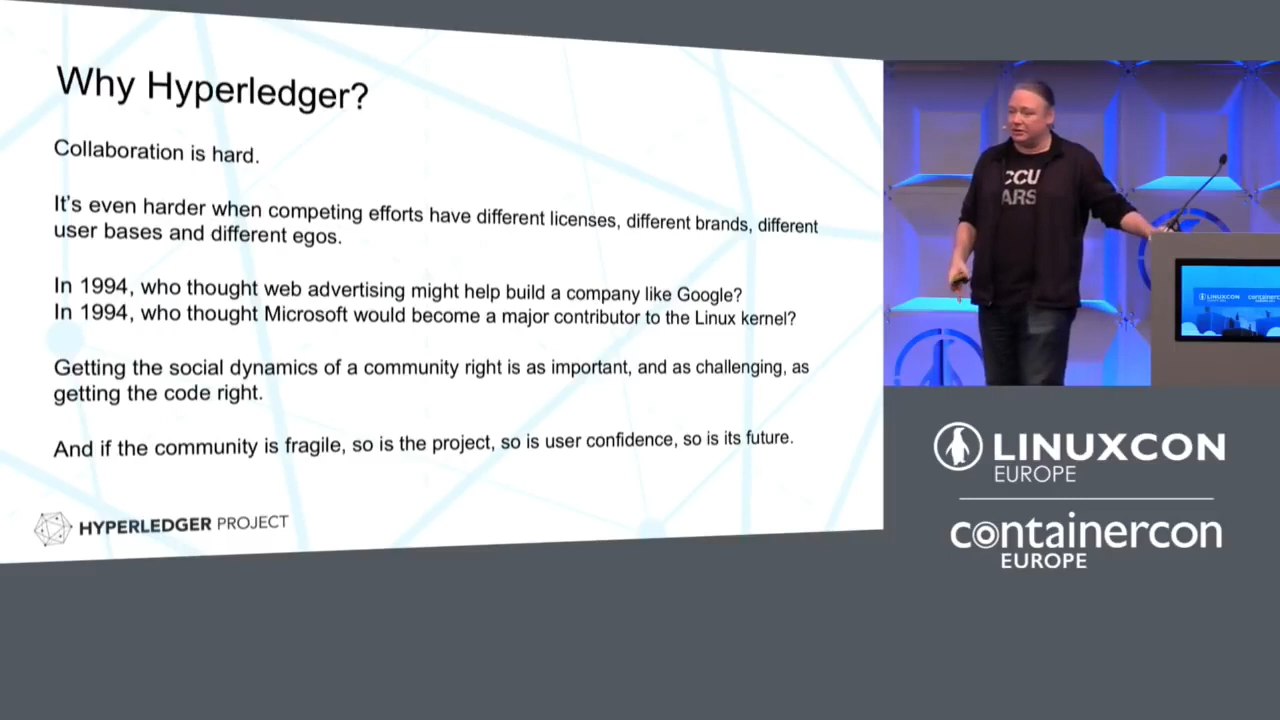 Why Hyperledger?
Collaboration is hard.
It's even harder when competing efforts have different licenses, different brands, different
user bases and different egos.
In 1994, who thought web advertising might help build a company like Google?
In 1994, who thought Microsoft would become a major contributor to the Linux kernel?
Getting the social dynamics of a community right is as important, and as challenging, as
getting the code right.
And if the community is fragile, so is the project, so is user confidence, so is its future.
HYPERLEDGER PROJECT
CCU
ARS
LINUXCON
containerc
LINUXCON
EUROPE
containercon
EUROPE